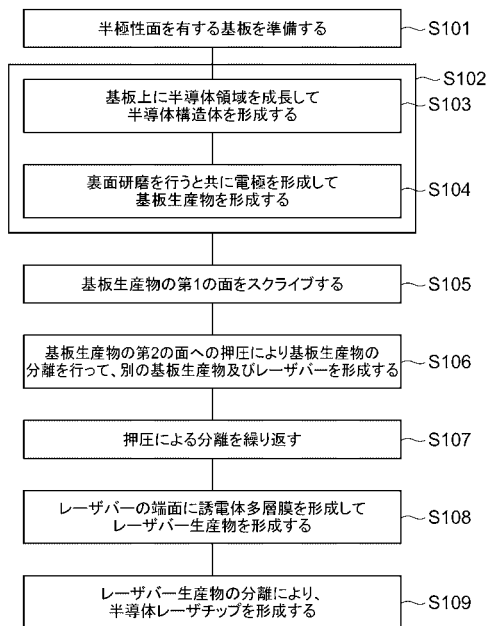 半極性面を有する基板を準備する
S101
S102
基板上に半導体領域を成長して
半導体構造体を形成する
S103
裏面研磨を行うと共に電極を形成して
基板生産物を形成する
S104
基板生産物の第1の面をスクライブする
S105
基板生産物の第2の面への押圧により基板生産物の
分離を行って、別の基板生産物及びレーザバーを形成する
S106
押圧による分離を繰り返す
S107
レーザバーの端面に誘電体多層膜を形成して
レーザバー生産物を形成する
S108
レーザバー生産物の分離により、
半導体レーザチップを形成する
S109